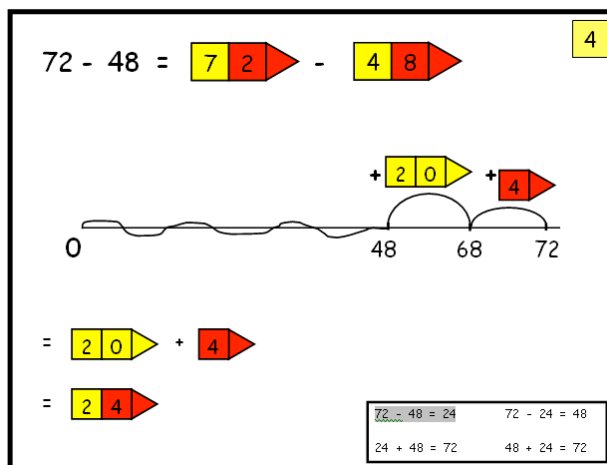 4
72 - 48 = 72 - 48
+ 20 + 4
0 48 68 72
= 20 + 4
= 24
72 - 48 = 24 72 - 24 = 48
24 + 48 = 72 48 + 24 = 72